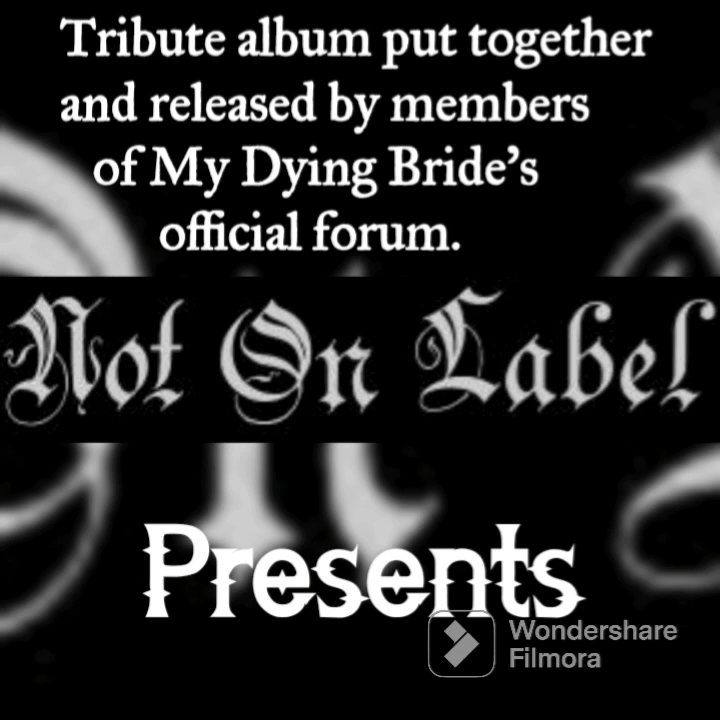 Tribute album put together
and released by members
of My Dying Bride’s
official forum.
Not On Label
Presents
Wondershare
Filmora